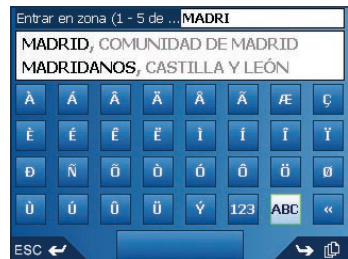 Entrar en zona (1 - 5 de ... MADRI
MADRID, COMUNIDAD DE MADRID
MADRIDANOS, CASTILLA Y LEÓN
À Á Â Ä Å Ã Æ Ç
È É Ê Ë Ì Í Î Ï
Ð Ñ Õ Ò Ó Ô Ö Ø
Ù Ú Û Ü Ý 123 ABC «
ESC